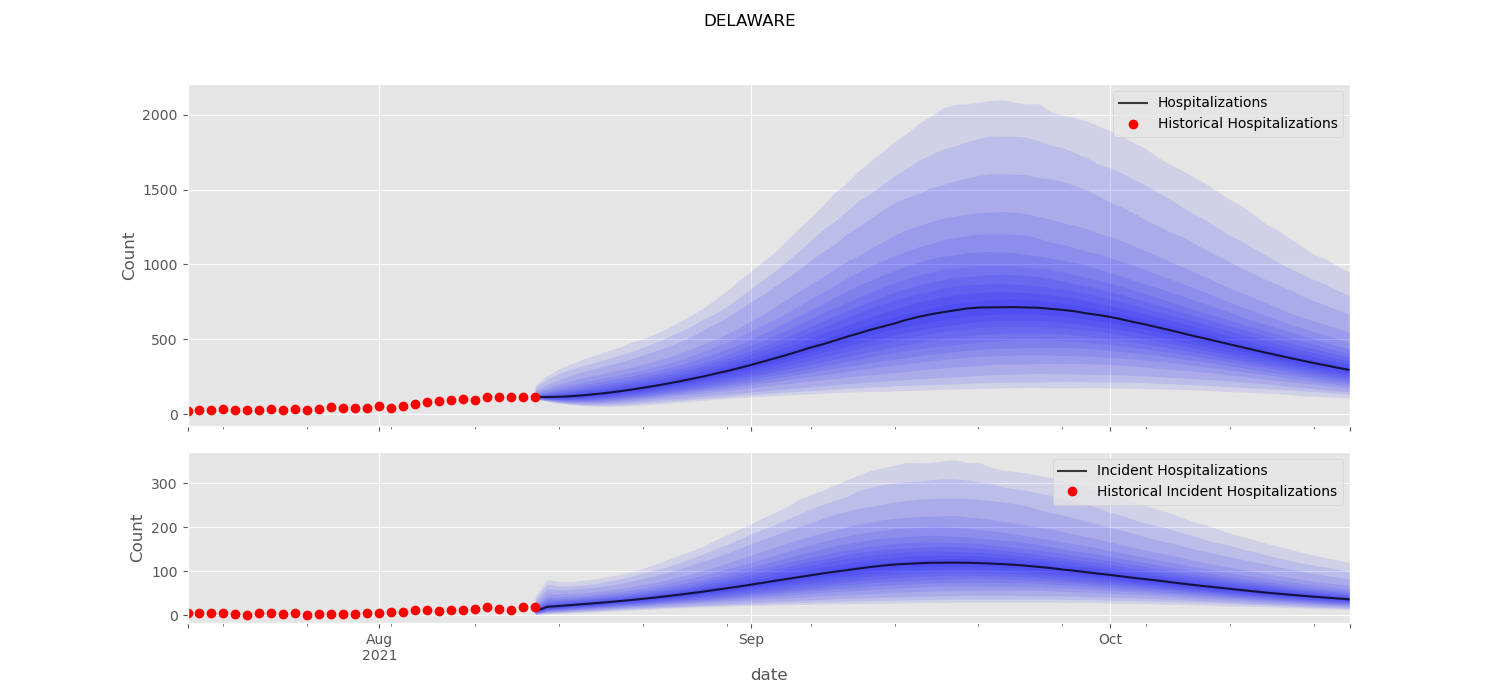 DELAWARE
2000
1500
1000
500
0
Count
Hospitalizations
Historical Hospitalizations
300
200
100
0
Count
Incident Hospitalizations
Historical Incident Hospitalizations
Aug
2021
Sep
Oct
date